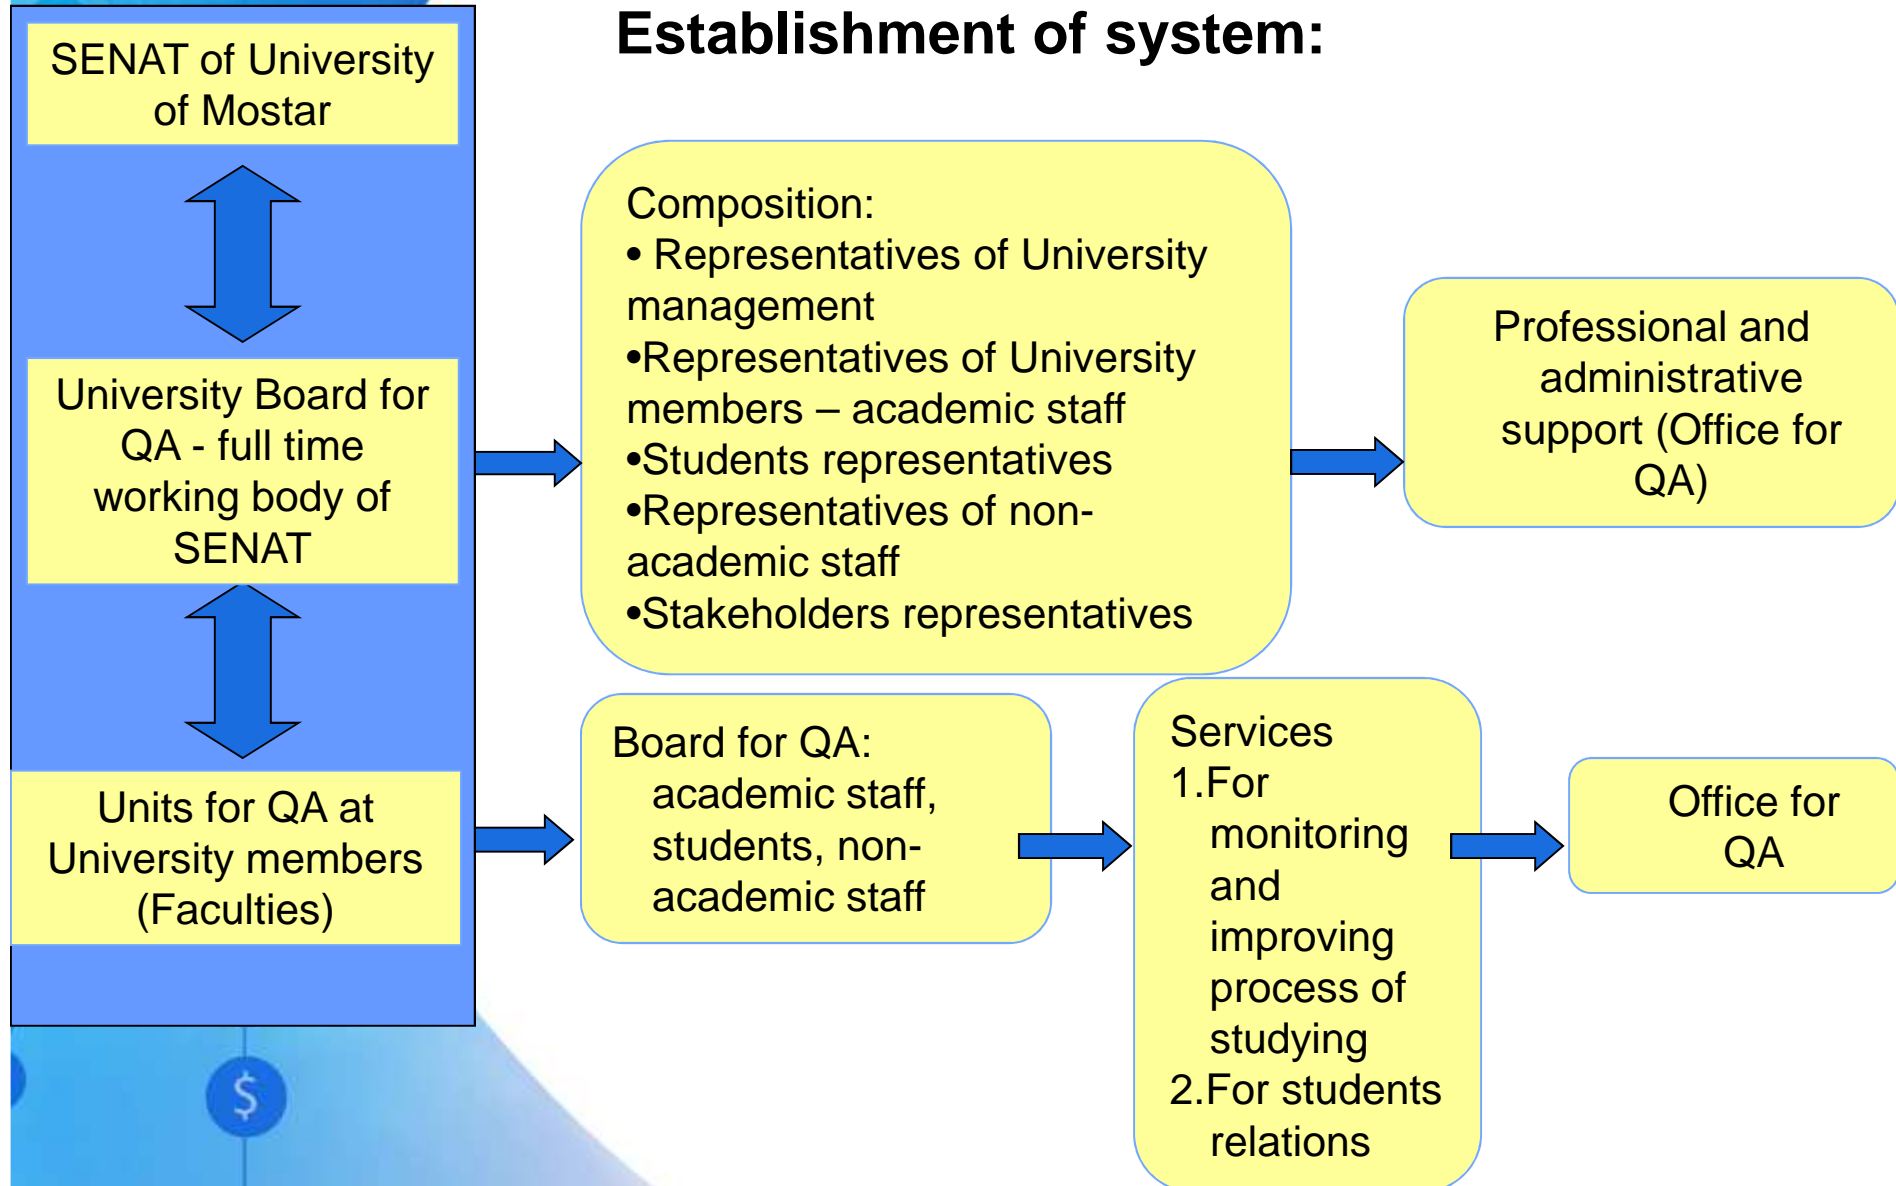 Establishment of system:
SENAT of University
of Mostar
University Board for
QA - full time
working body of
SENAT
Units for QA at
University members
(Faculties)
Composition:
• Representatives of University
management
•Representatives of University
members – academic staff
•Students representatives
•Representatives of non-
academic staff
•Stakeholders representatives
Professional and
administrative
support (Office for
QA)
Board for QA:
academic staff,
students, non-
academic staff
Services
1.For
monitoring
and
improving
process of
studying
2.For students
relations
Office for
QA
$